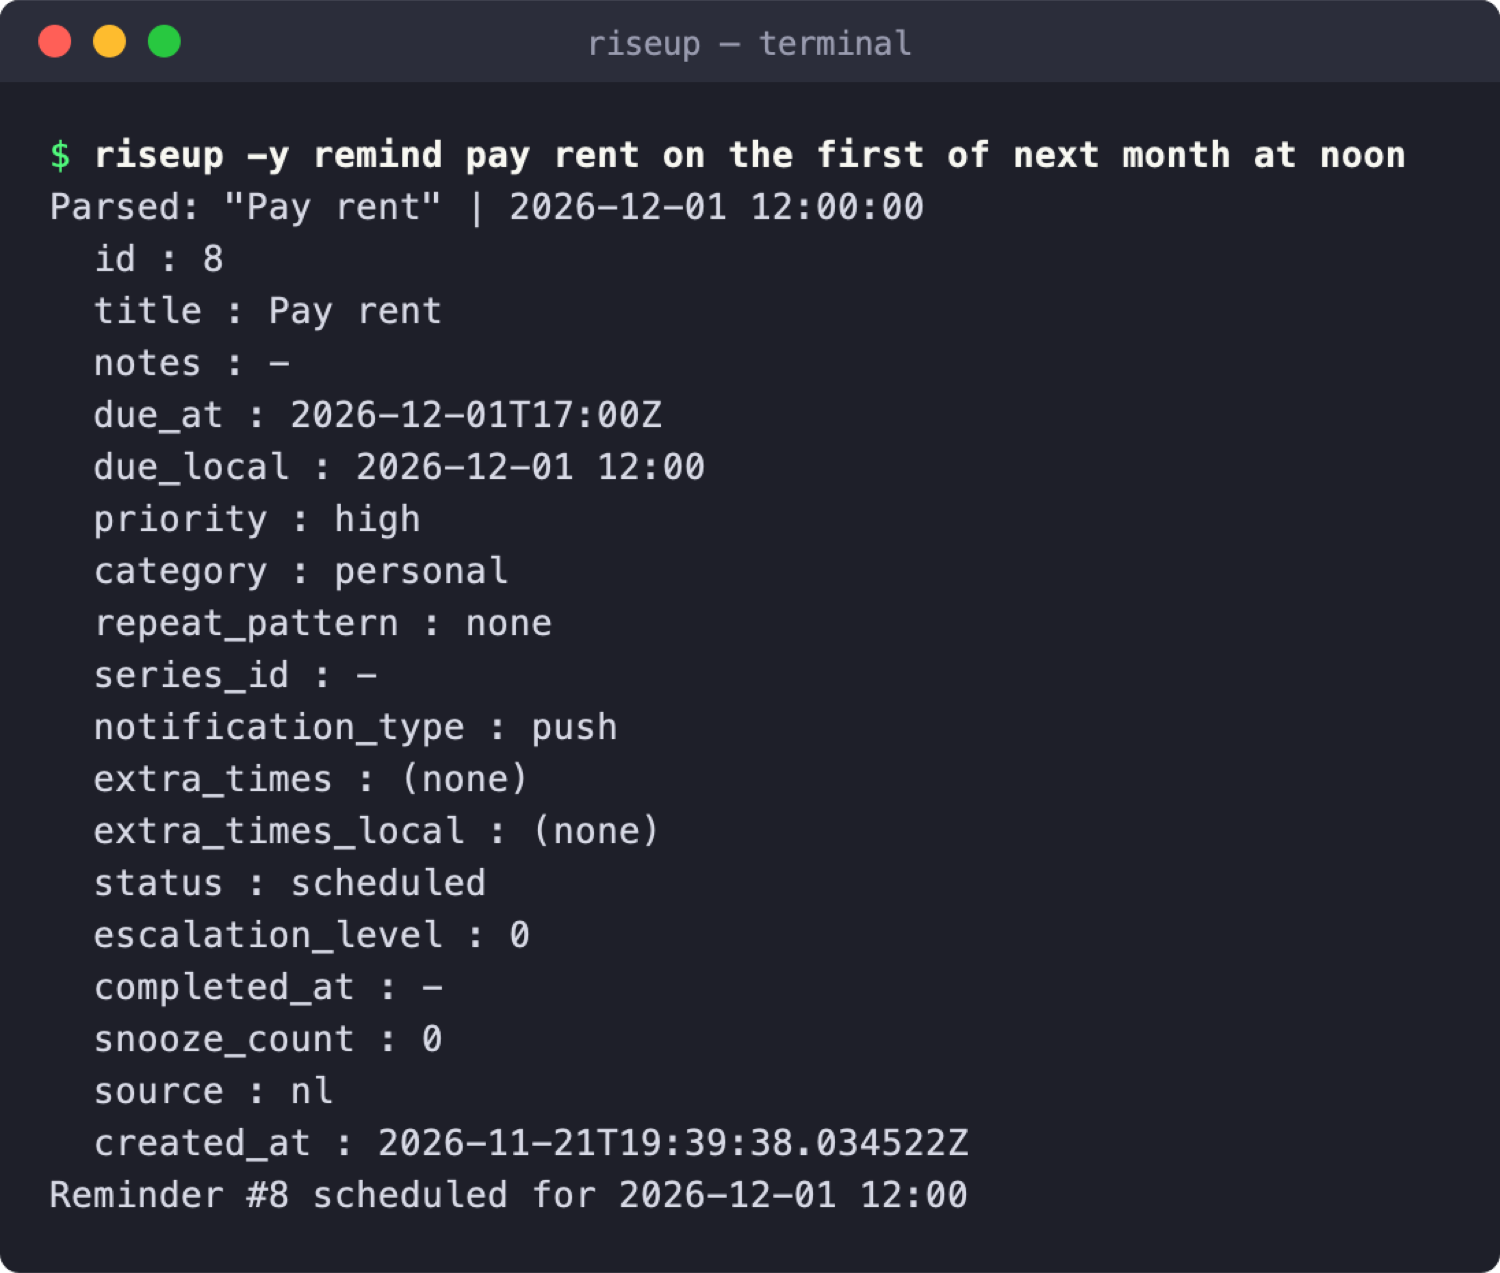 riseup — terminal
$ riseup -y remind pay rent on the first of next month at noon
Parsed: "Pay rent" | 2026-12-01 12:00:00
  id : 8
  title : Pay rent
  notes : -
  due_at : 2026-12-01T17:00Z
  due_local : 2026-12-01 12:00
  priority : high
  category : personal
  repeat_pattern : none
  series_id : -
  notification_type : push
  extra_times : (none)
  extra_times_local : (none)
  status : scheduled
  escalation_level : 0
  completed_at : -
  snooze_count : 0
  source : nl
  created_at : 2026-11-21T19:39:38.034522Z
Reminder #8 scheduled for 2026-12-01 12:00